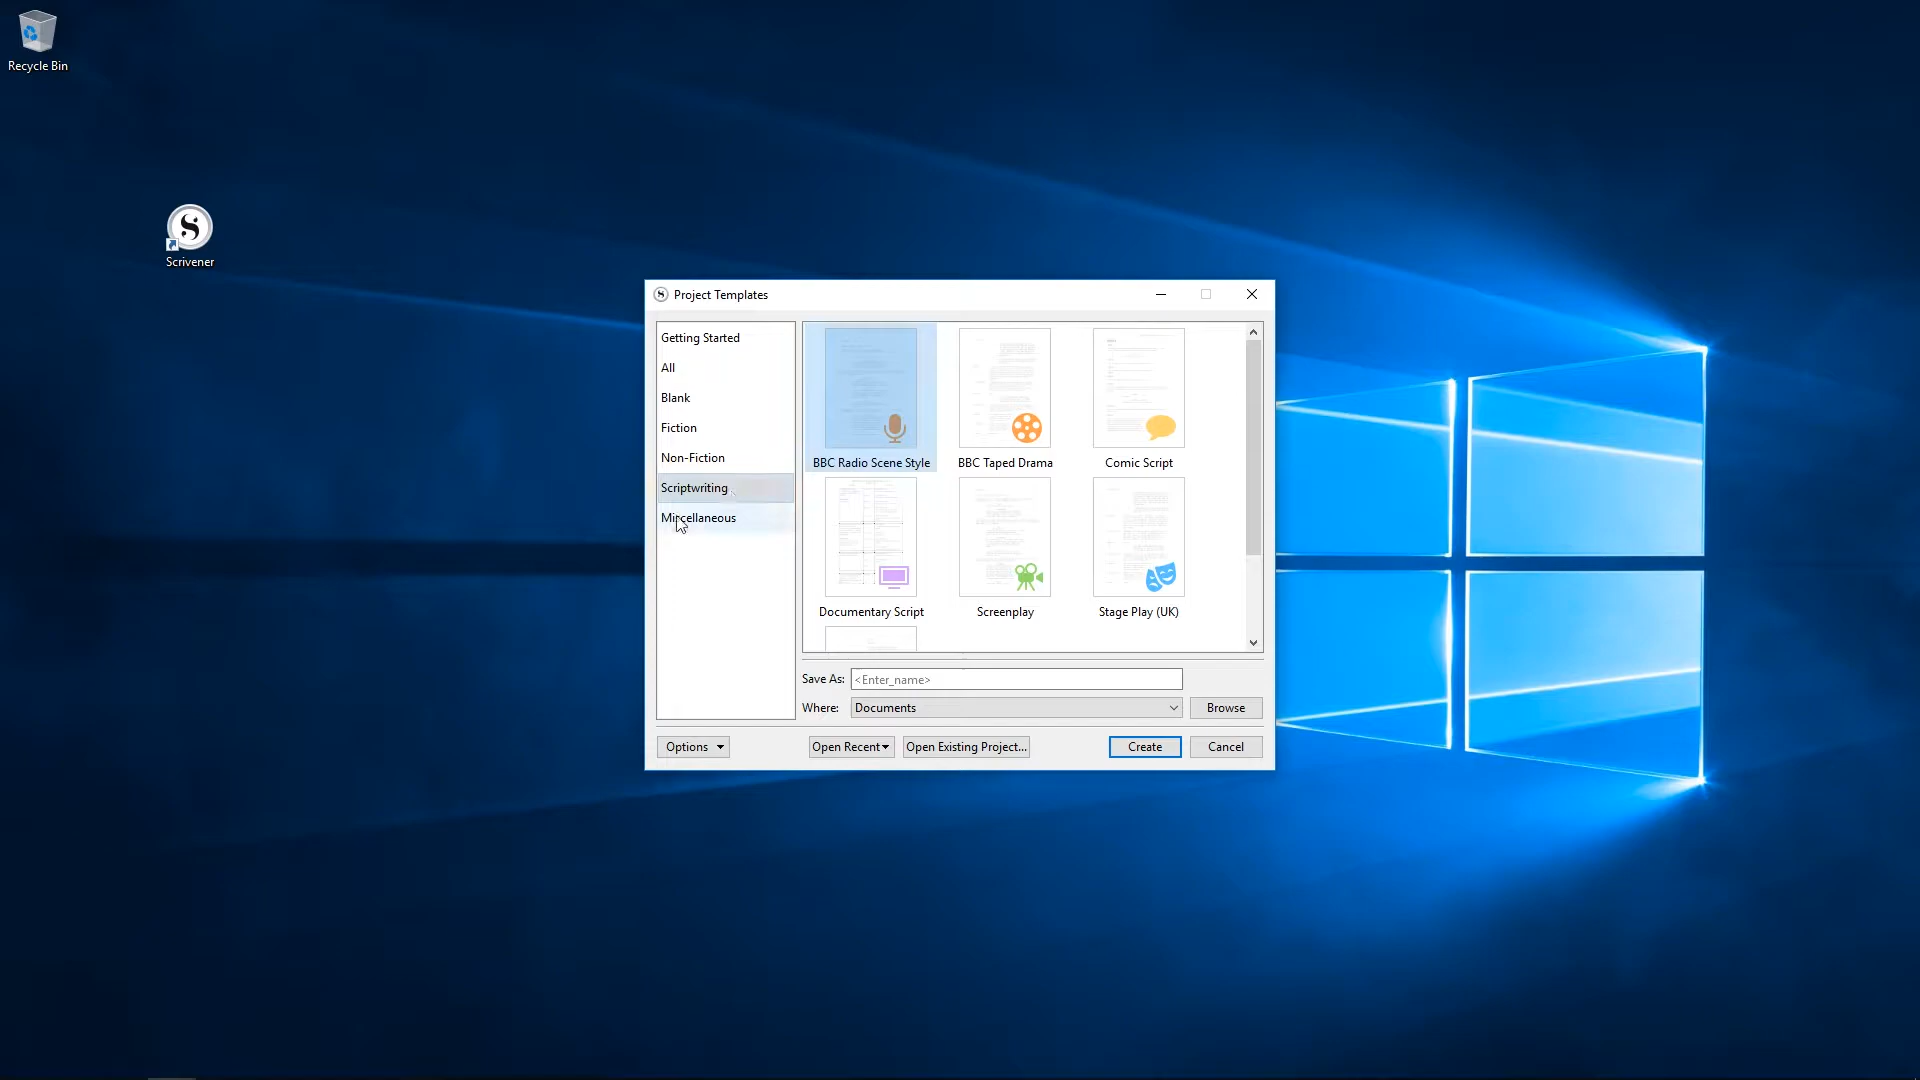 Recycle Bin
Scrivener
Project Templates
Getting Started
All
Blank
Fiction
Non-Fiction
Scriptwriting
Miscellaneous
BBC Radio Scene Style
BBC Taped Drama
Comic Script
Documentary Script
Screenplay
Stage Play (UK)
Save As: <Enter_name>
Where: Documents
Browse
Options
Open Recent
Open Existing Project...
Create
Cancel